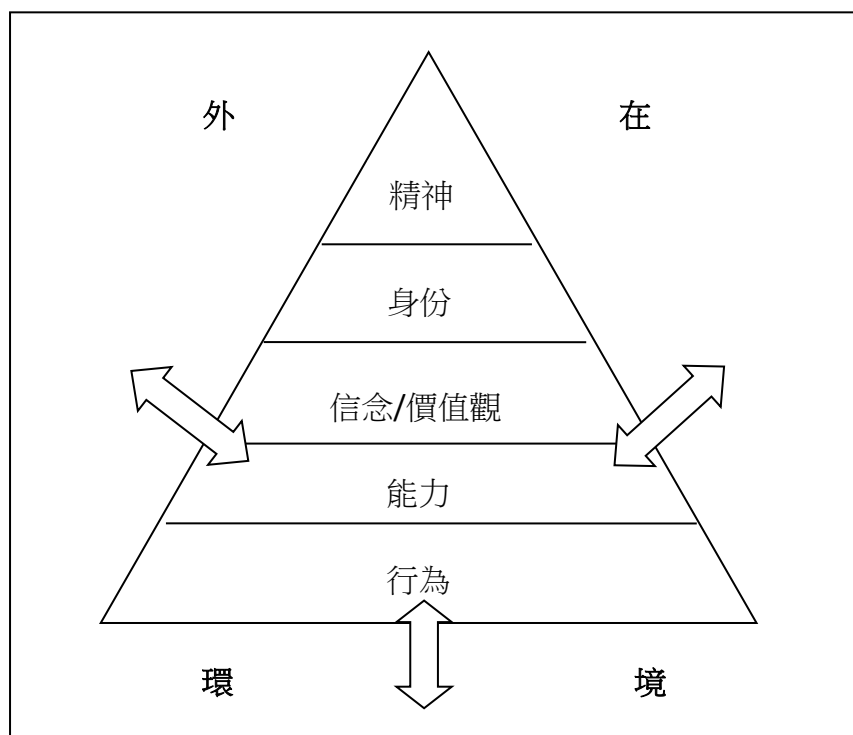 外 在
精神
身份
信念/價值觀
能力
行為
環 境